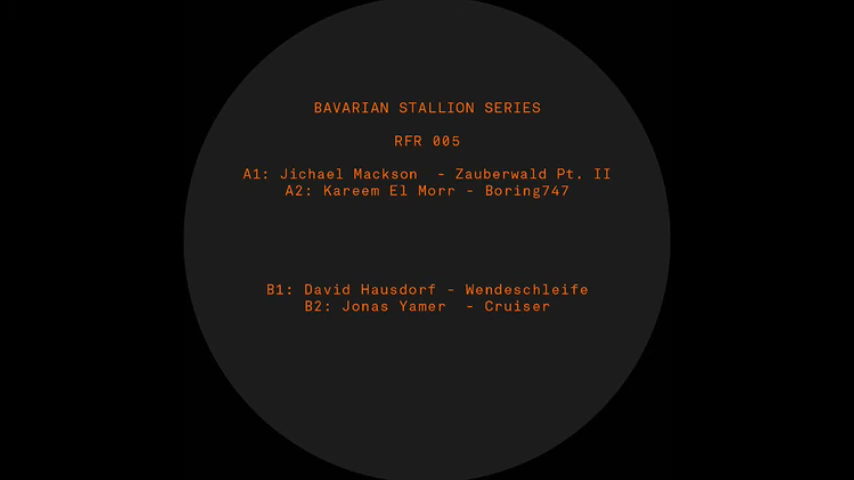 BAVARIAN STALLION SERIES
RFR 005
A1: Jichael Mackson - Zauberwald Pt. II
A2: Kareem El Morr - Boring747
B1: David Hausdorf - Wendeschleife
B2: Jonas Yamer - Cruiser